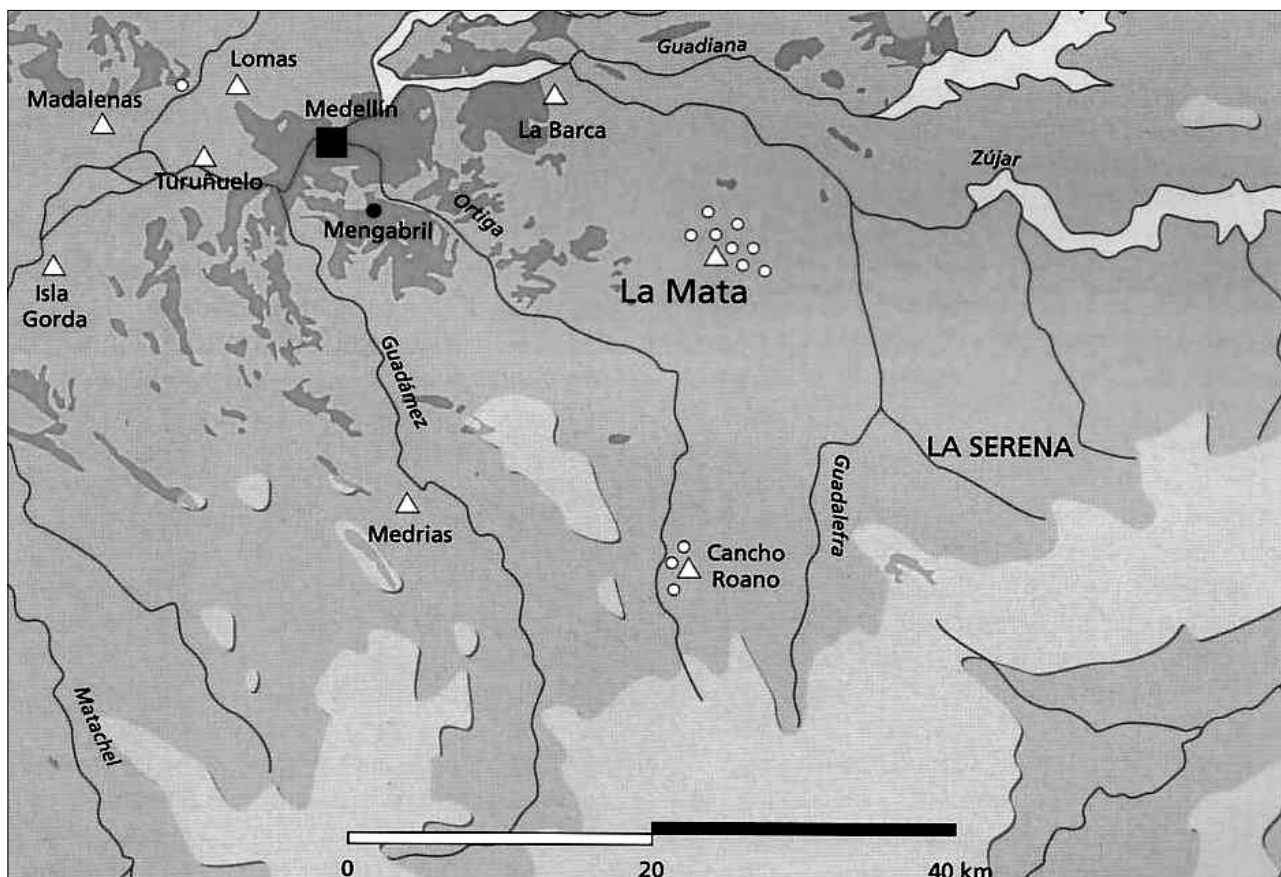 Guadiana
Lomas
Madalenas
Medellín
La Barca
Zújar
Turuñuelo
Ortiga
Mengabril
La Mata
Isla
Gorda
Guadámez
LA SERENA
Guadalefra
Medrias
Cancho
Roano
Matachel
0 20 40 km